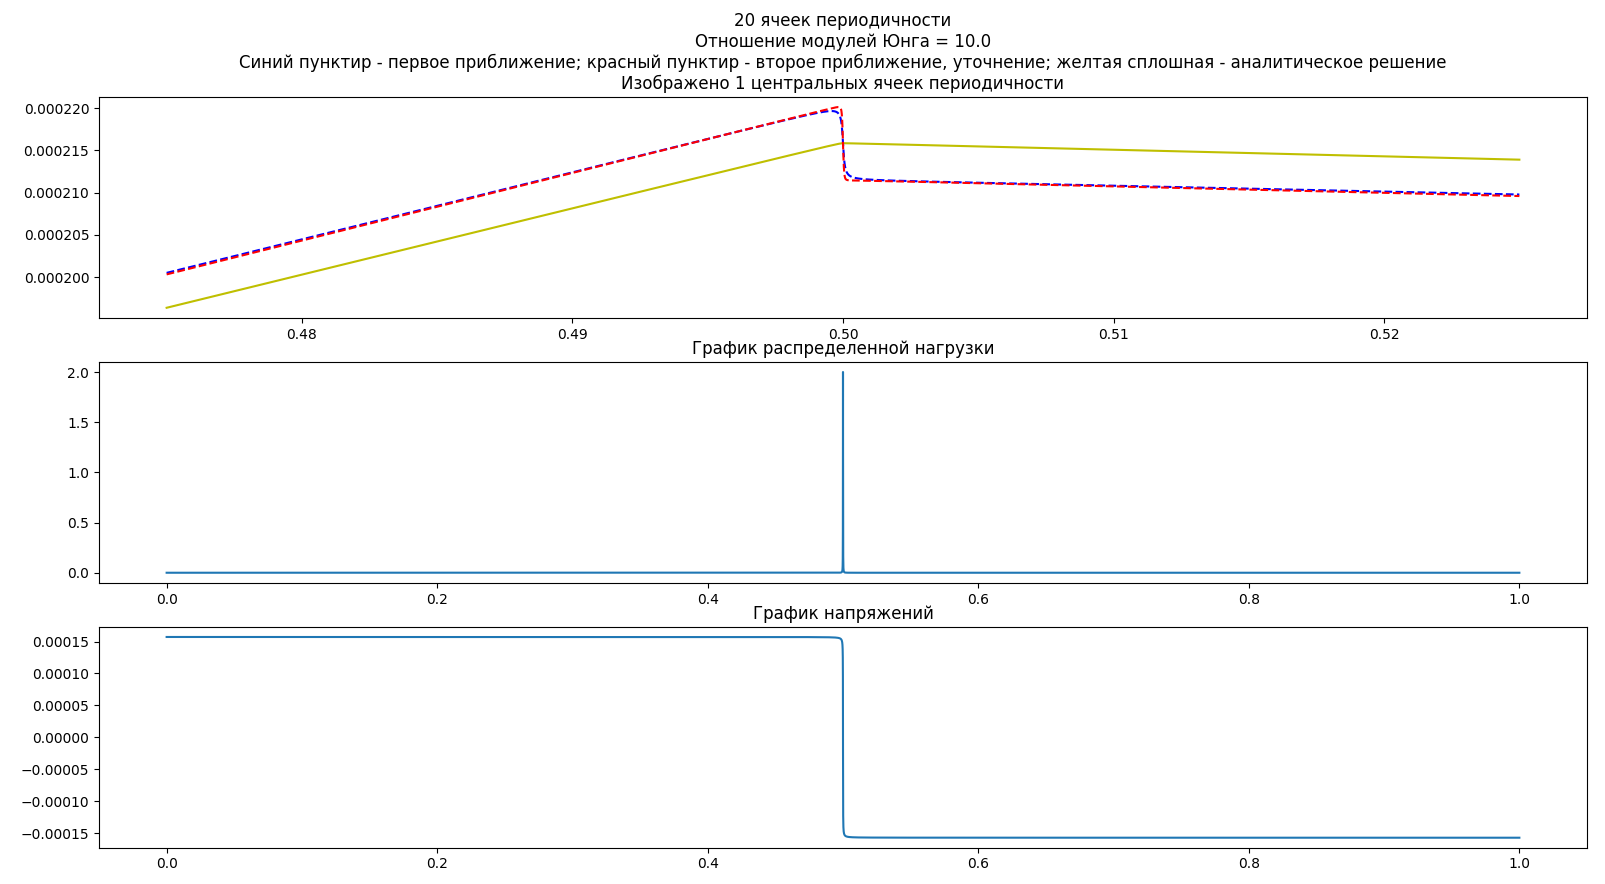 20 ячеек периодичности
Отношение модулей Юнга = 10.0
Синий пунктир - первое приближение; красный пунктир - второе приближение, уточнение; желтая сплошная - аналитическое решение
Изображено 1 центральных ячеек периодичности
0.000220
0.000215
0.000210
0.000205
0.000200
0.48 0.49 0.50 0.51 0.52
График распределенной нагрузки
2.0
1.5
1.0
0.5
0.0
0.0 0.2 0.4 0.6 0.8 1.0
График напряжений
0.00015
0.00010
0.00005
0.00000
−0.00005
−0.00010
−0.00015
0.0 0.2 0.4 0.6 0.8 1.0